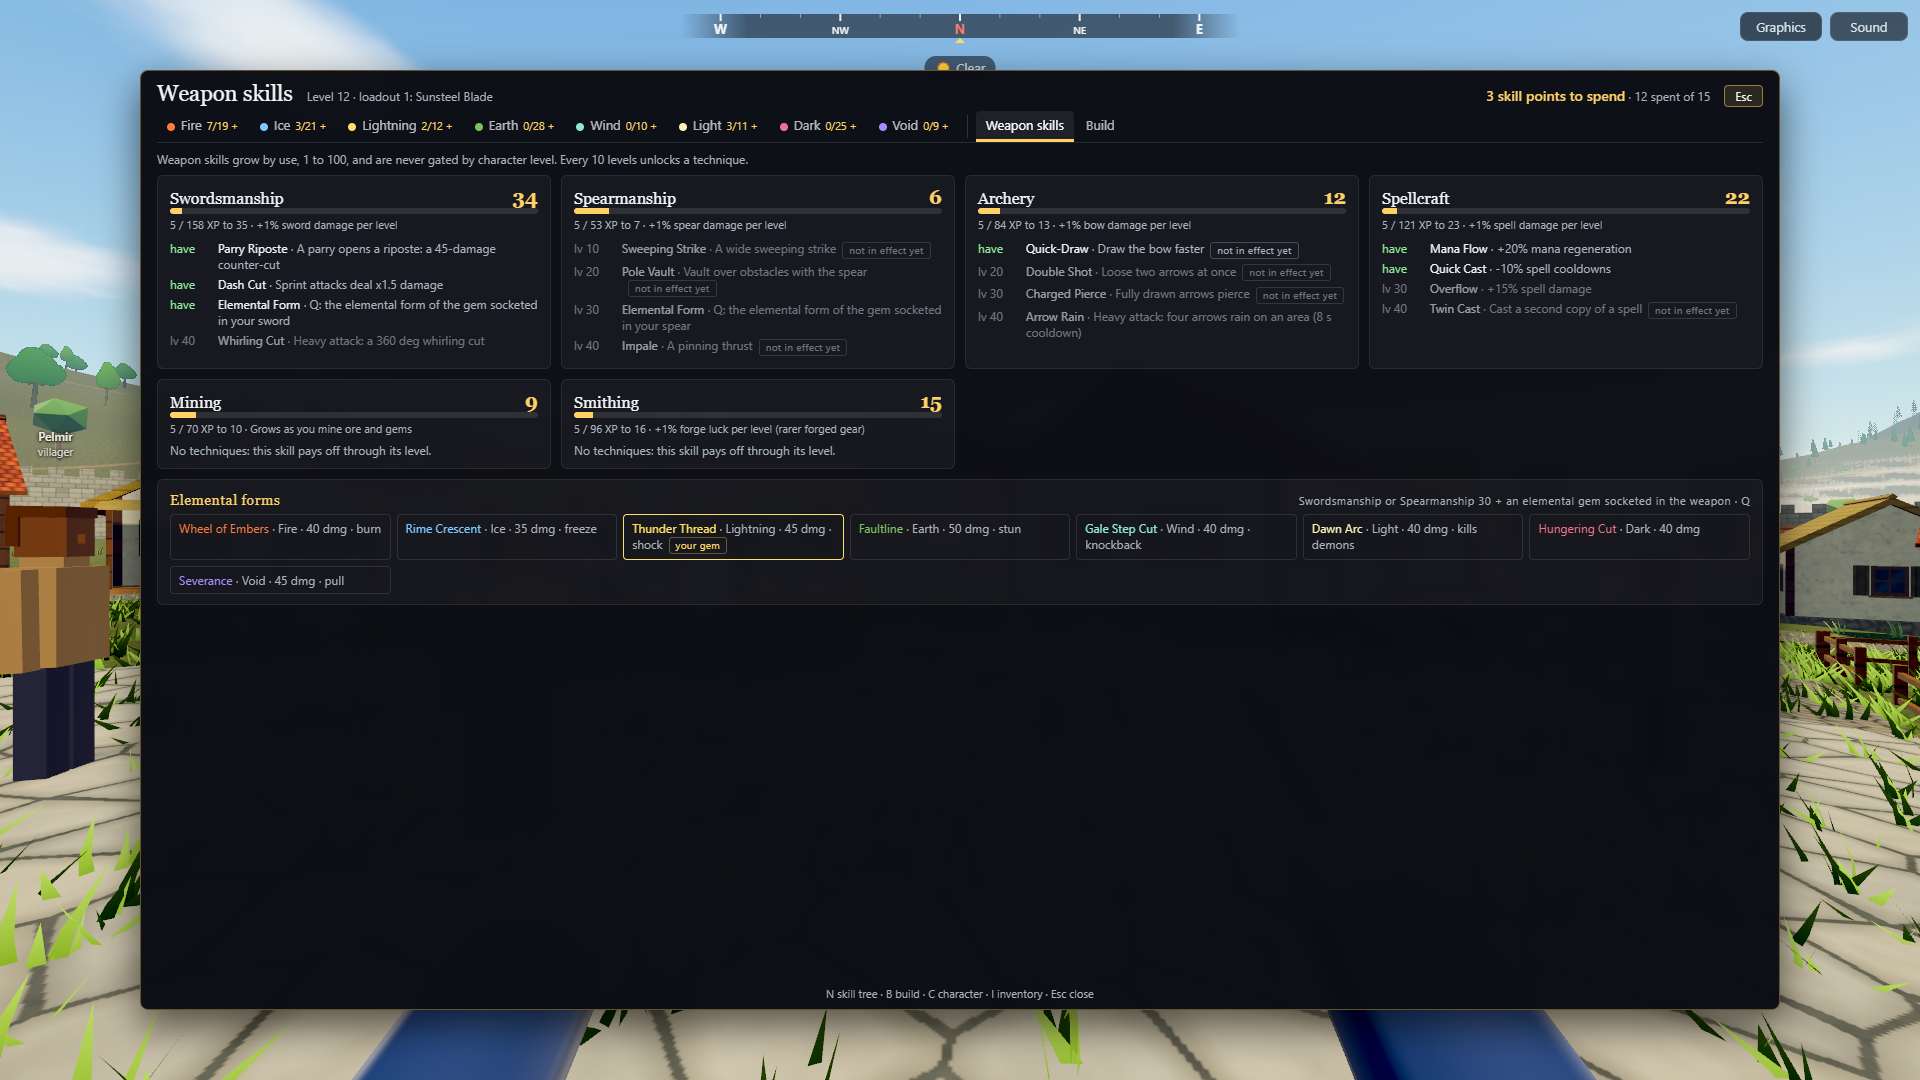 W NW N NE E
Graphics Sound
Clear
Weapon skills Level 12 · loadout 1: Sunsteel Blade 3 skill points to spend · 12 spent of 15 Esc
Fire 7/19 + Ice 3/21 + Lightning 2/12 + Earth 0/28 + Wind 0/10 + Light 3/11 + Dark 0/25 + Void 0/9 + Weapon skills Build
Weapon skills grow by use, 1 to 100, and are never gated by character level. Every 10 levels unlocks a technique.
Swordsmanship 34
5 / 158 XP to 35 · +1% sword damage per level
have Parry Riposte · A parry opens a riposte: a 45-damage
counter-cut
have Dash Cut · Sprint attacks deal x1.5 damage
have Elemental Form · Q: the elemental form of the gem socketed
in your sword
lv 40 Whirling Cut · Heavy attack: a 360 deg whirling cut
Spearmanship 6
5 / 53 XP to 7 · +1% spear damage per level
lv 10 Sweeping Strike · A wide sweeping strike not in effect yet
lv 20 Pole Vault · Vault over obstacles with the spear
not in effect yet
lv 30 Elemental Form · Q: the elemental form of the gem socketed
in your spear
lv 40 Impale · A pinning thrust not in effect yet
Archery 12
5 / 84 XP to 13 · +1% bow damage per level
have Quick-Draw · Draw the bow faster not in effect yet
lv 20 Double Shot · Loose two arrows at once not in effect yet
lv 30 Charged Pierce · Fully drawn arrows pierce not in effect yet
lv 40 Arrow Rain · Heavy attack: four arrows rain on an area (8 s
cooldown)
Spellcraft 22
5 / 121 XP to 23 · +1% spell damage per level
have Mana Flow · +20% mana regeneration
have Quick Cast · -10% spell cooldowns
lv 30 Overflow · +15% spell damage
lv 40 Twin Cast · Cast a second copy of a spell not in effect yet
Mining 9
5 / 70 XP to 10 · Grows as you mine ore and gems
No techniques: this skill pays off through its level.
Smithing 15
5 / 96 XP to 16 · +1% forge luck per level (rarer forged gear)
No techniques: this skill pays off through its level.
Pelmir
villager
Elemental forms Swordsmanship or Spearmanship 30 + an elemental gem socketed in the weapon · Q
Wheel of Embers · Fire · 40 dmg · burn
Rime Crescent · Ice · 35 dmg · freeze
Thunder Thread · Lightning · 45 dmg ·
shock your gem
Faultline · Earth · 50 dmg · stun
Gale Step Cut · Wind · 40 dmg ·
knockback
Dawn Arc · Light · 40 dmg · kills
demons
Hungering Cut · Dark · 40 dmg
Severance · Void · 45 dmg · pull
N skill tree · B build · C character · I inventory · Esc close